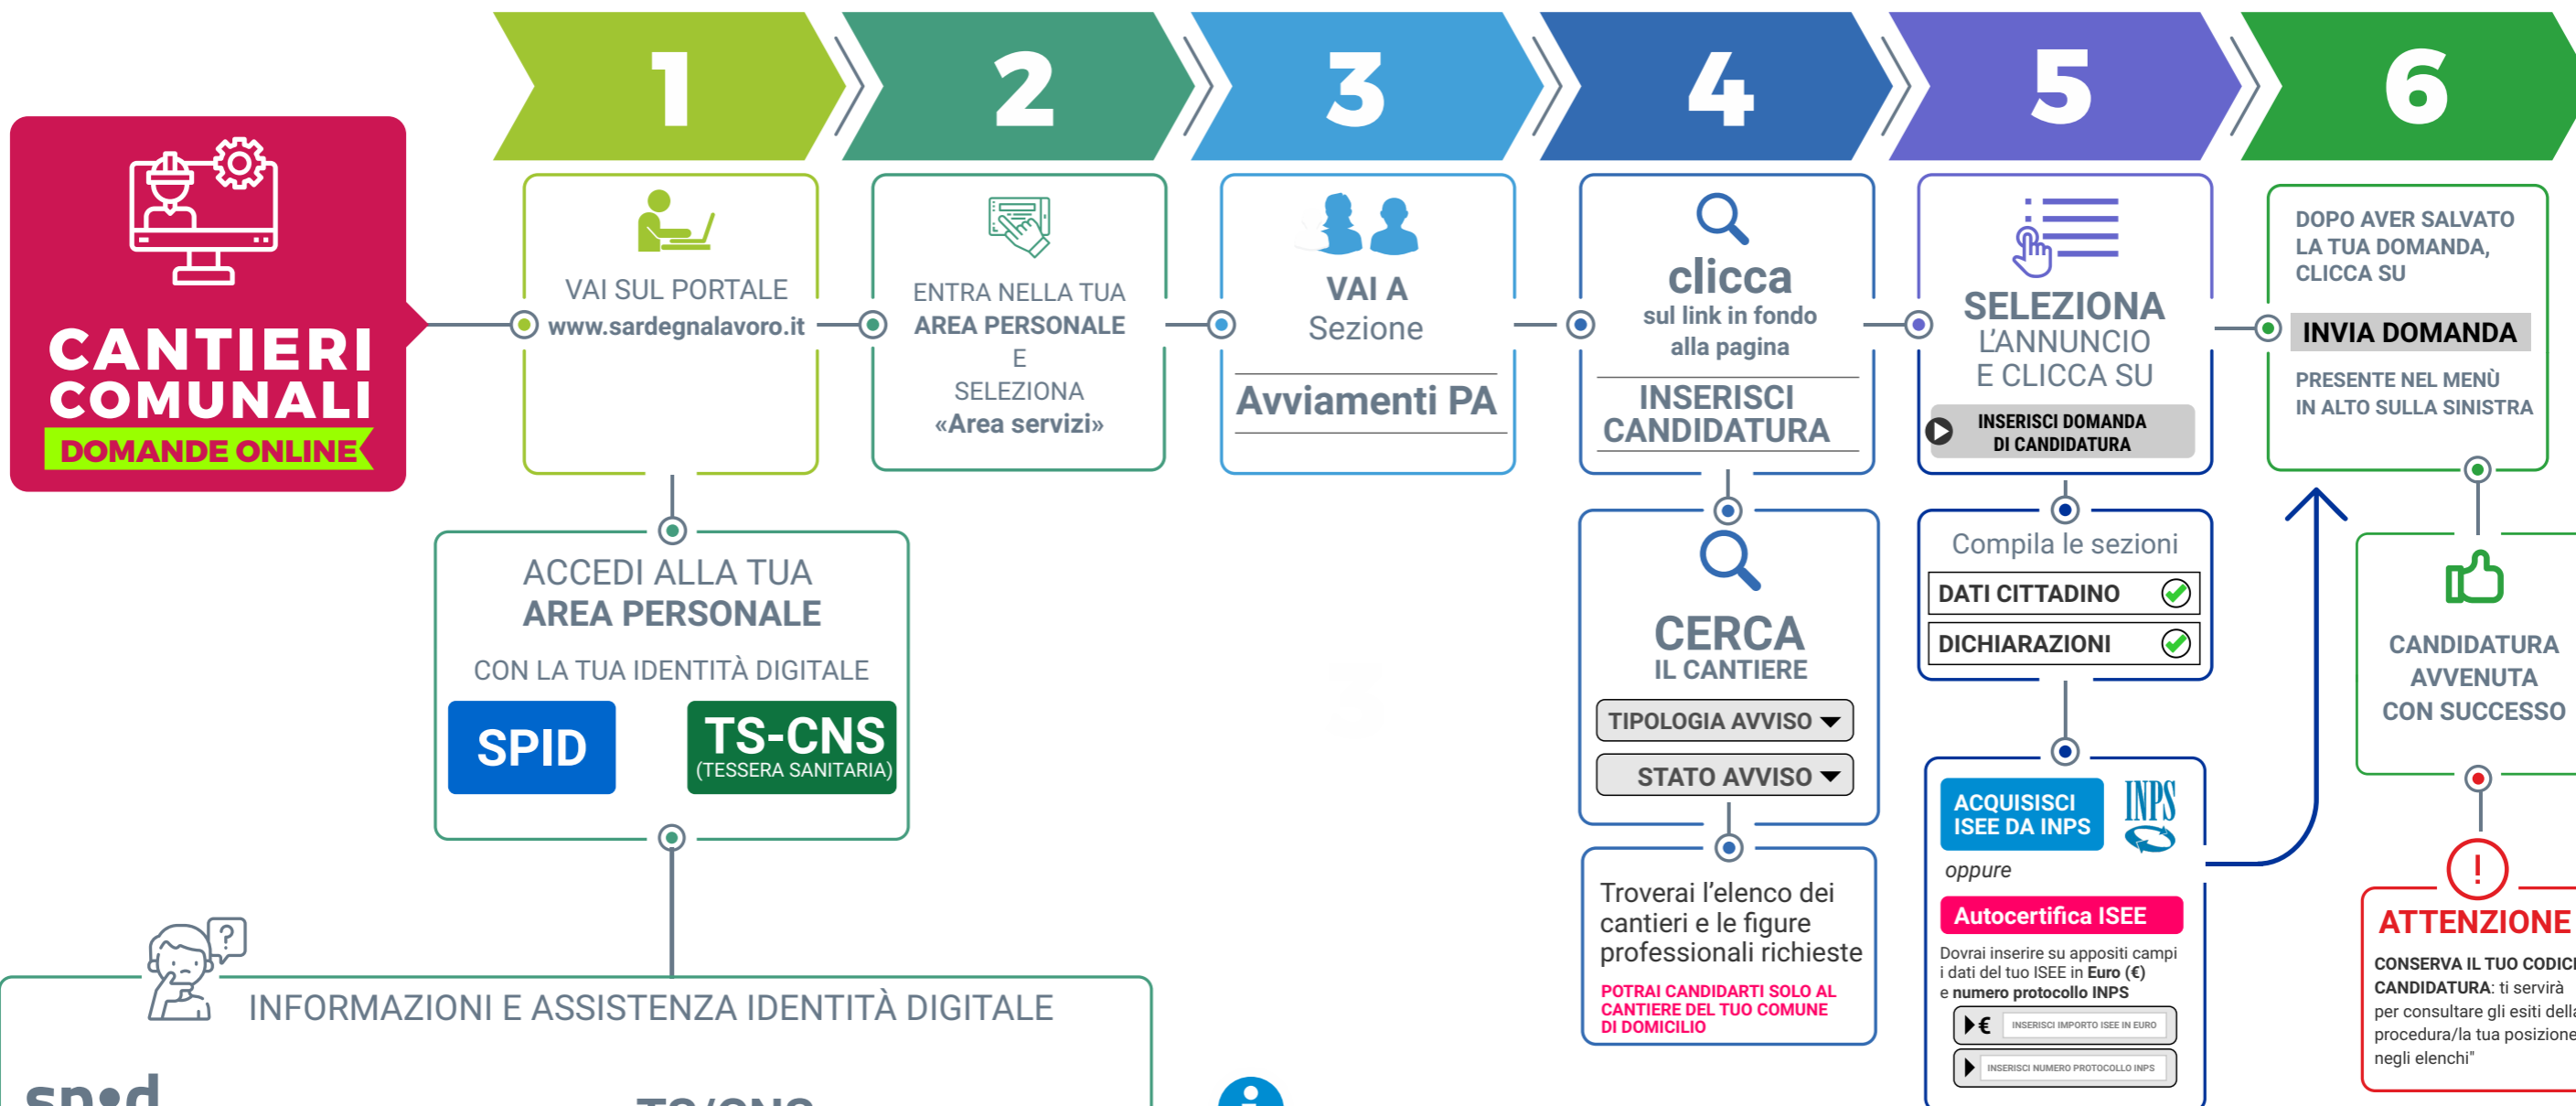 CANTIERI
COMUNALI
DOMANDE ONLINE
1
VAI SUL PORTALE
www.sardegnalavoro.it
ACCEDI ALLA TUA
AREA PERSONALE
CON LA TUA IDENTITÀ DIGITALE
SPID
TS-CNS
(TESSERA SANITARIA)
INFORMAZIONI E ASSISTENZA IDENTITÀ DIGITALE
?
spid
TS/CNS
2
ENTRA NELLA TUA
AREA PERSONALE
E
SELEZIONA
«Area servizi»
3
VAI A
Sezione
Avviamenti PA
4
clicca
sul link in fondo
alla pagina
INSERISCI
CANDIDATURA
CERCA
IL CANTIERE
TIPOLOGIA AVVISO
STATO AVVISO
Troverai l'elenco dei
cantieri e le figure
professionali richieste
POTRAI CANDIDARTI SOLO AL
CANTIERE DEL TUO COMUNE
DI DOMICILIO
5
SELEZIONA
L'ANNUNCIO
E CLICCA SU
INSERISCI DOMANDA
DI CANDIDATURA
Compila le sezioni
DATI CITTADINO
DICHIARAZIONI
ACQUISISCI
ISEE DA INPS
INPS
oppure
Autocertifica ISEE
Dovrai inserire su appositi campi
i dati del tuo ISEE in Euro (€)
e numero protocollo INPS
€ INSERISCI IMPORTO ISEE IN EURO
INSERISCI NUMERO PROTOCOLLO INPS
6
DOPO AVER SALVATO
LA TUA DOMANDA,
CLICCA SU
INVIA DOMANDA
PRESENTE NEL MENÙ
IN ALTO SULLA SINISTRA
CANDIDATURA
AVVENUTA
CON SUCCESSO
!
ATTENZIONE
CONSERVA IL TUO CODIC
CANDIDATURA: ti servirà
per consultare gli esiti della
procedura/la tua posizione
negli elenchi"